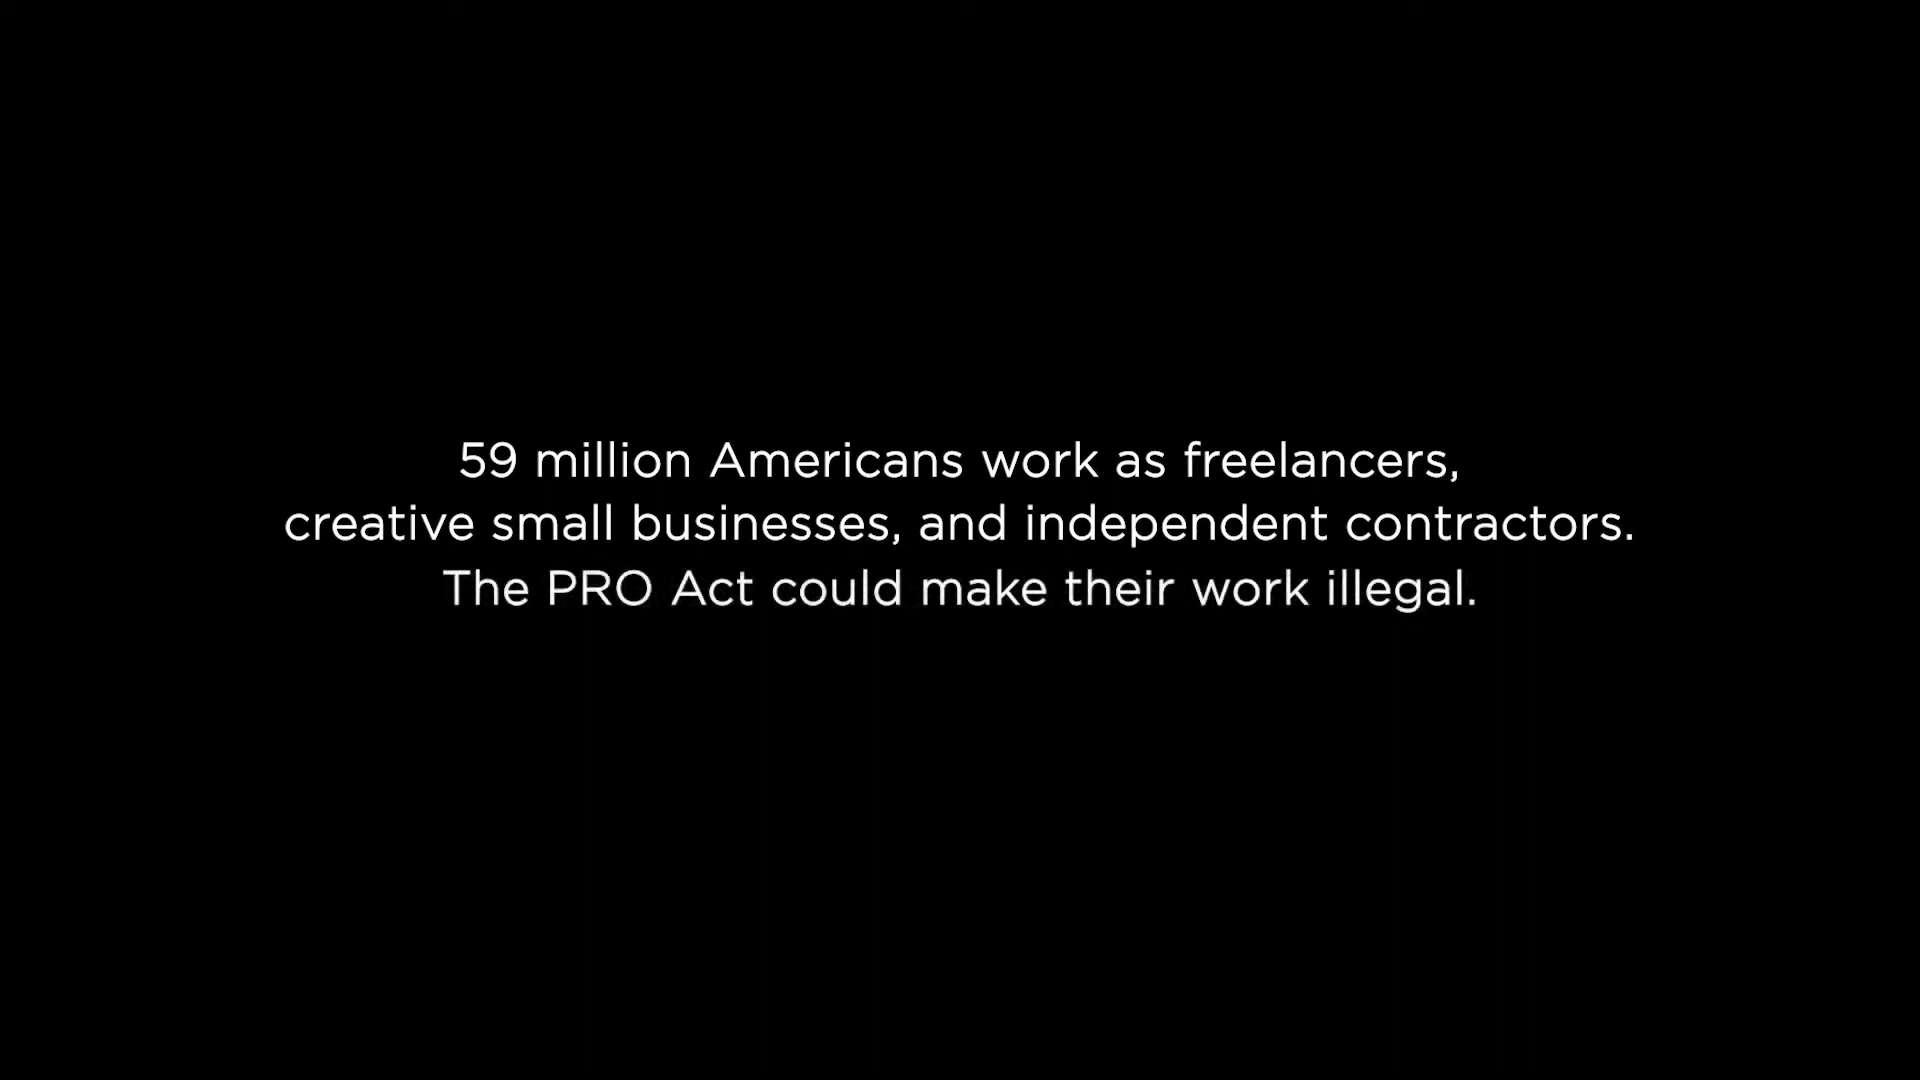 59 million Americans work as freelancers,
creative small businesses, and independent contractors.
The PRO Act could make their work illegal.